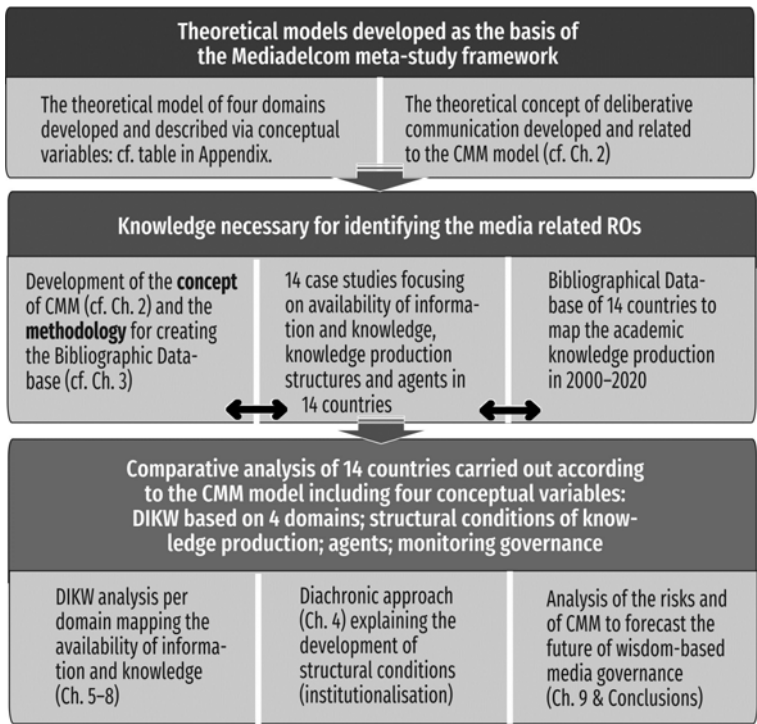 Theoretical models developed as the basis of
the Mediadelcom meta-study framework
The theoretical model of four domains
developed and described via conceptual
variables: cf. table in Appendix.
The theoretical concept of deliberative
communication developed and related
to the CMM model (cf. Ch. 2)
Knowledge necessary for identifying the media related ROs
Development of the concept
of CMM (cf. Ch. 2) and the
methodology for creating
the Bibliographic Data-
base (cf. Ch. 3)
14 case studies focusing
on availability of informa-
tion and knowledge,
knowledge production
structures and agents in
14 countries
Bibliographical Data-
base of 14 countries to
map the academic
knowledge production
in 2000–2020
Comparative analysis of 14 countries carried out according
to the CMM model including four conceptual variables:
DIKW based on 4 domains; structural conditions of know-
ledge production; agents; monitoring governance
DIKW analysis per
domain mapping the
availability of informa-
tion and knowledge
(Ch. 5–8)
Diachronic approach
(Ch. 4) explaining the
development of
structural conditions
(institutionalisation)
Analysis of the risks and
of CMM to forecast the
future of wisdom-based
media governance
(Ch. 9 & Conclusions)